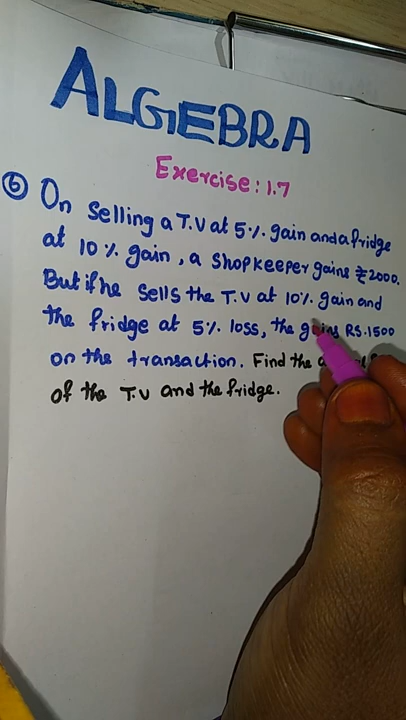 ALGEBRA
Exercise: 1.7
⑥ On Selling a T.V at 5·/. gain and a fridge
at 10 % gain, a Shopkeeper gains ₹2000.
But if he sells the T.V at 10%. gain and
the fridge at 5%. loss, the gains RS.1500
on the transaction. Find the
of the T.V and the fridge.